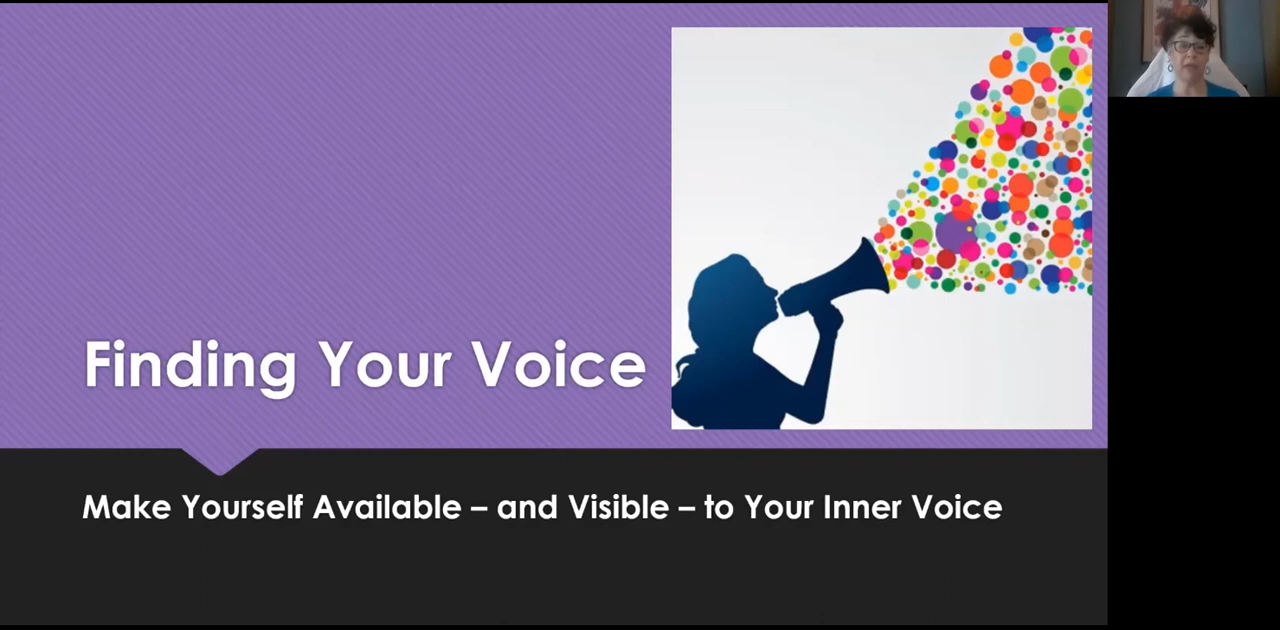 Finding Your Voice
Make Yourself Available – and Visible – to Your Inner Voice